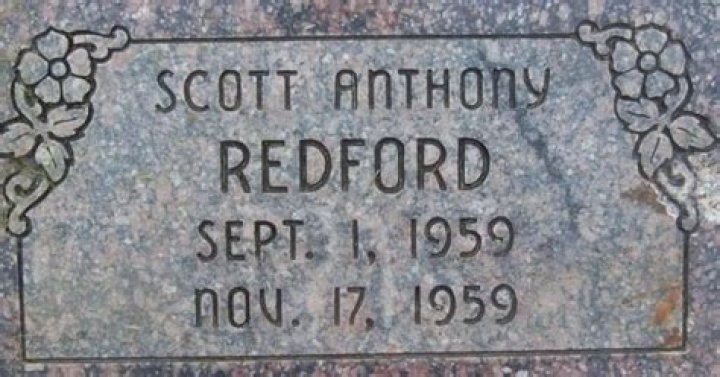 SCOTT ANTHONY
REDFORD
SEPT. 1, 1959
NOV. 17, 1959